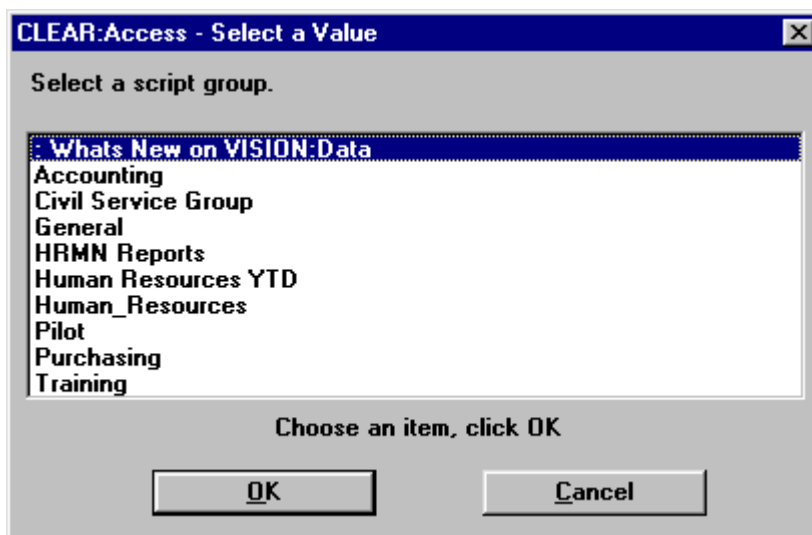 CLEAR:Access - Select a Value
Select a script group.
: Whats New on VISION:Data
Accounting
Civil Service Group
General
HRMN Reports
Human Resources YTD
Human_Resources
Pilot
Purchasing
Training
Choose an item, click OK
OK Cancel